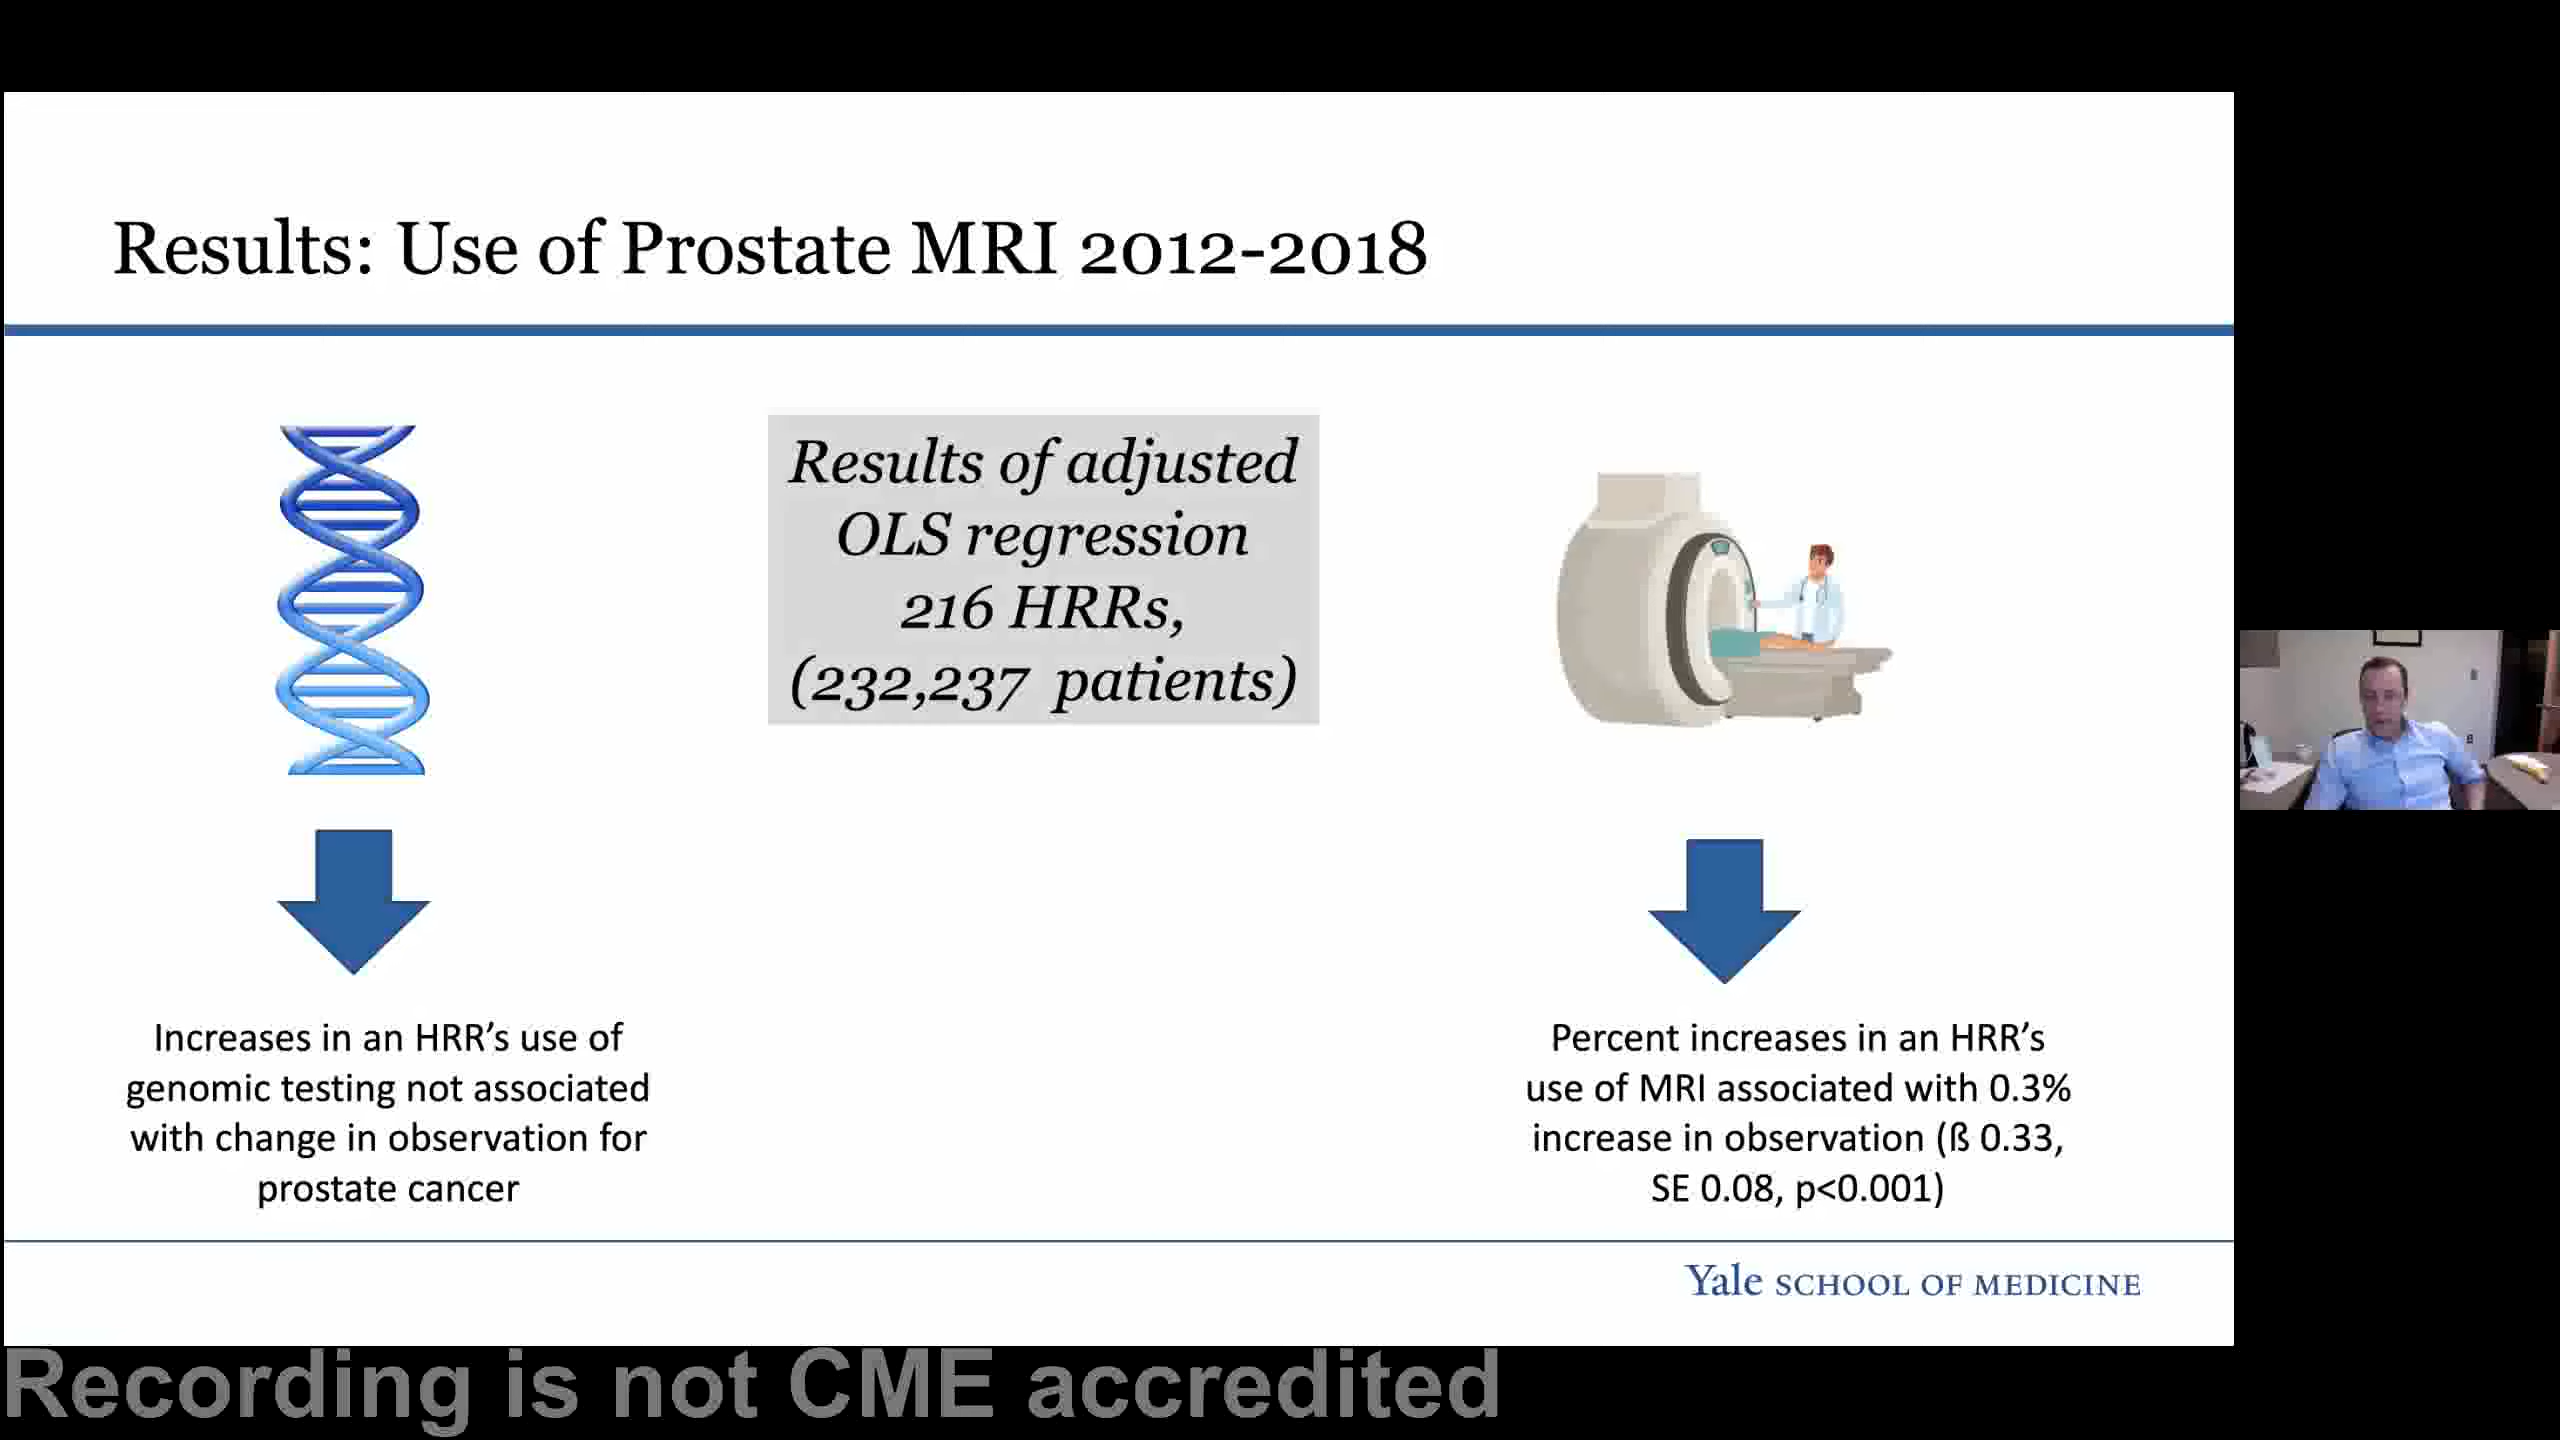 Results: Use of Prostate MRI 2012-2018
Results of adjusted
OLS regression
216 HRRs,
(232,237 patients)
Increases in an HRR’s use of
genomic testing not associated
with change in observation for
prostate cancer
Percent increases in an HRR’s
use of MRI associated with 0.3%
increase in observation (ß 0.33,
SE 0.08, p<0.001)
Yale SCHOOL OF MEDICINE
Recording is not CME accredited